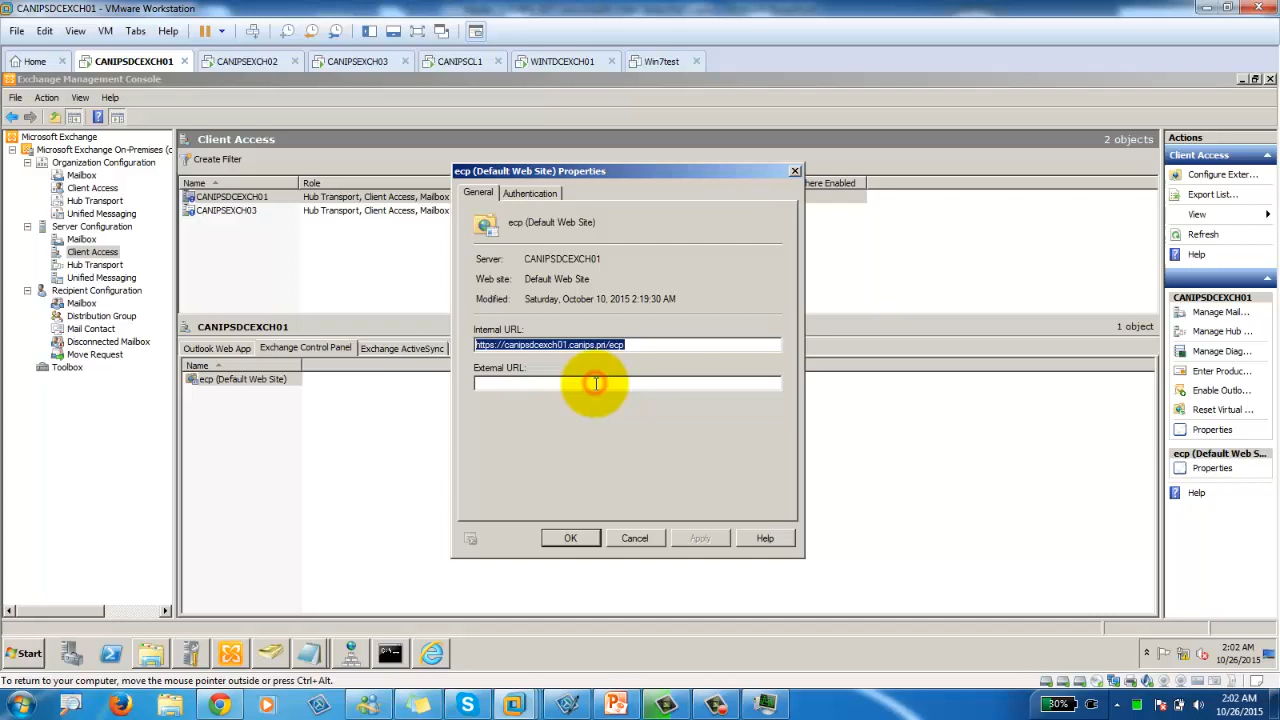 CANIPSDCEXCH01 - VMware Workstation
File Edit View VM Tabs Help
Home CANIPSDCEXCH01 CANIPSEXCH02 CANIPSEXCH03 CANIPSCL1 WINTDCEXCH01 Win7test
Exchange Management Console
File Action View Help
Microsoft Exchange
Microsoft Exchange On-Premises (c
Organization Configuration
Mailbox
Client Access
Hub Transport
Unified Messaging
Server Configuration
Mailbox
Client Access
Hub Transport
Unified Messaging
Recipient Configuration
Mailbox
Distribution Group
Mail Contact
Disconnected Mailbox
Move Request
Toolbox
Client Access 2 objects
Create Filter
Name Role here Enabled
CANIPSDCEXCH01 Hub Transport, Client Access, Mailbox
CANIPSEXCH03 Hub Transport, Client Access, Mailbox
CANIPSDCEXCH01 1 object
Outlook Web App Exchange Control Panel Exchange ActiveSync
Name
ecp (Default Web Site)
ecp (Default Web Site) Properties
General Authentication
ecp (Default Web Site)
Server: CANIPSDCEXCH01
Web site: Default Web Site
Modified: Saturday, October 10, 2015 2:19:30 AM
Internal URL:
https://canipsdcexch01.canips.pri/ecp
External URL:
OK Cancel Apply Help
Actions
Client Access
Configure Exter...
Export List...
View
Refresh
Help
CANIPSDCEXCH01
Manage Mail...
Manage Hub ...
Manage Diag...
Enter Produc...
Enable Outlo...
Reset Virtual ...
Properties
ecp (Default Web S...
Properties
Help
Start
2:02 AM
10/26/2015
To return to your computer, move the mouse pointer outside or press Ctrl+Alt.
30%
2:02 AM
10/26/2015